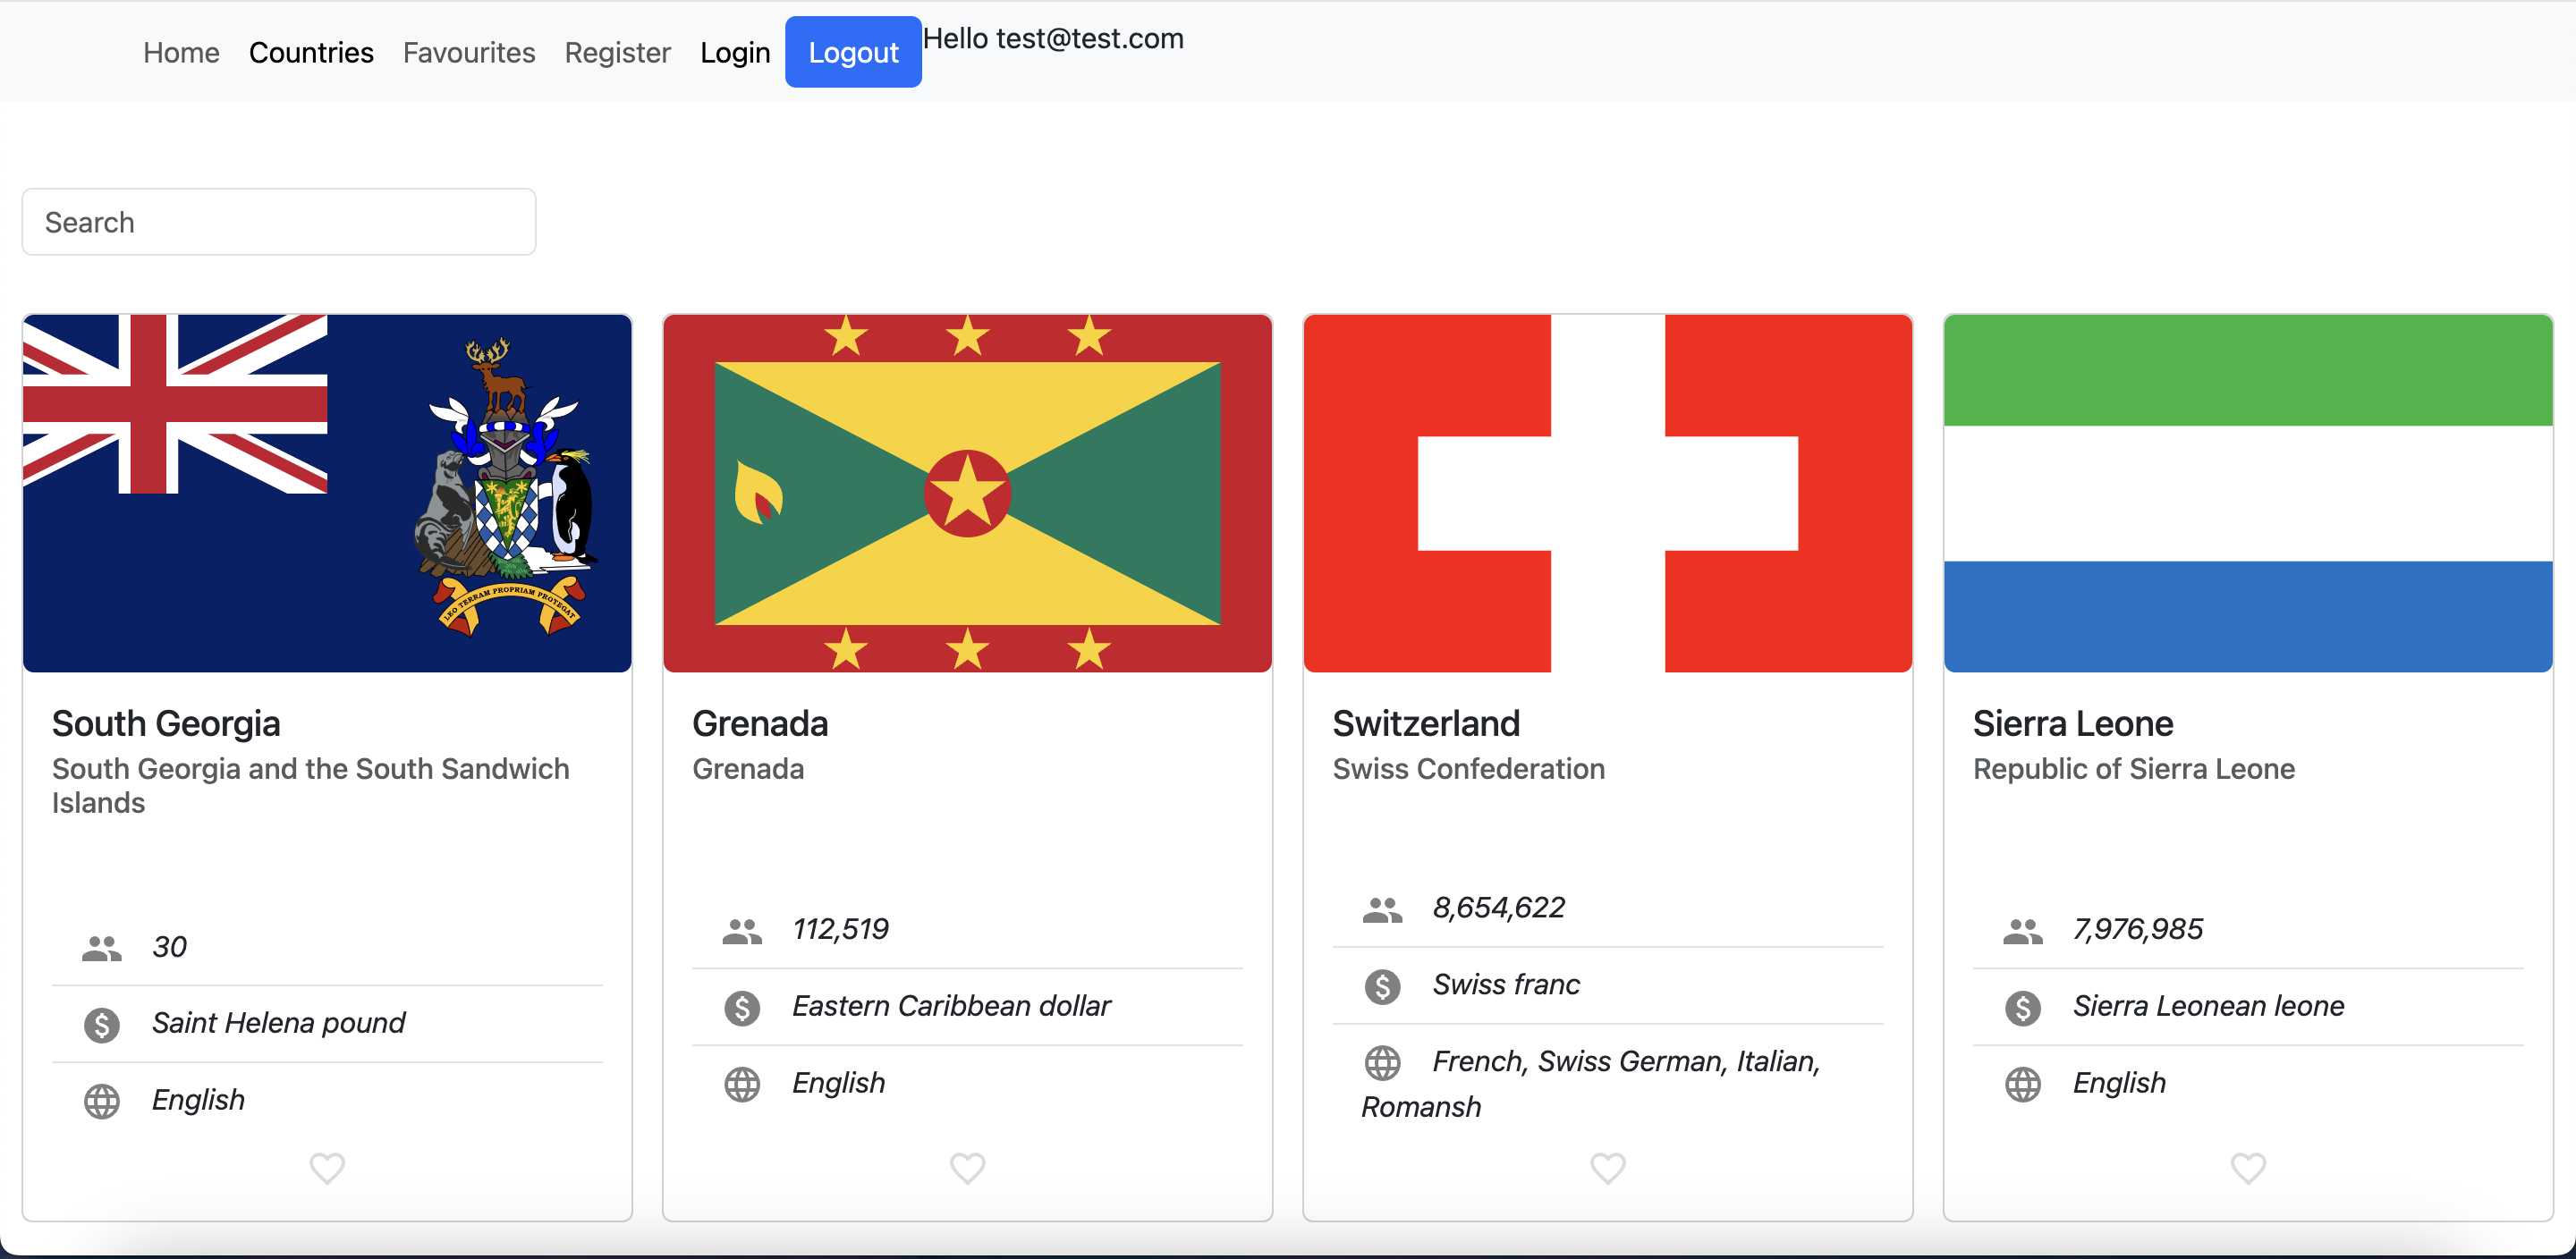 Home Countries Favourites Register Login Logout Hello test@test.com
Search
LEO TERRAM PROPRIAM PROTEGAT
South Georgia
South Georgia and the South Sandwich
Islands
30
Saint Helena pound
English
Grenada
Grenada
112,519
Eastern Caribbean dollar
English
Switzerland
Swiss Confederation
8,654,622
Swiss franc
French, Swiss German, Italian,
Romansh
Sierra Leone
Republic of Sierra Leone
7,976,985
Sierra Leonean leone
English